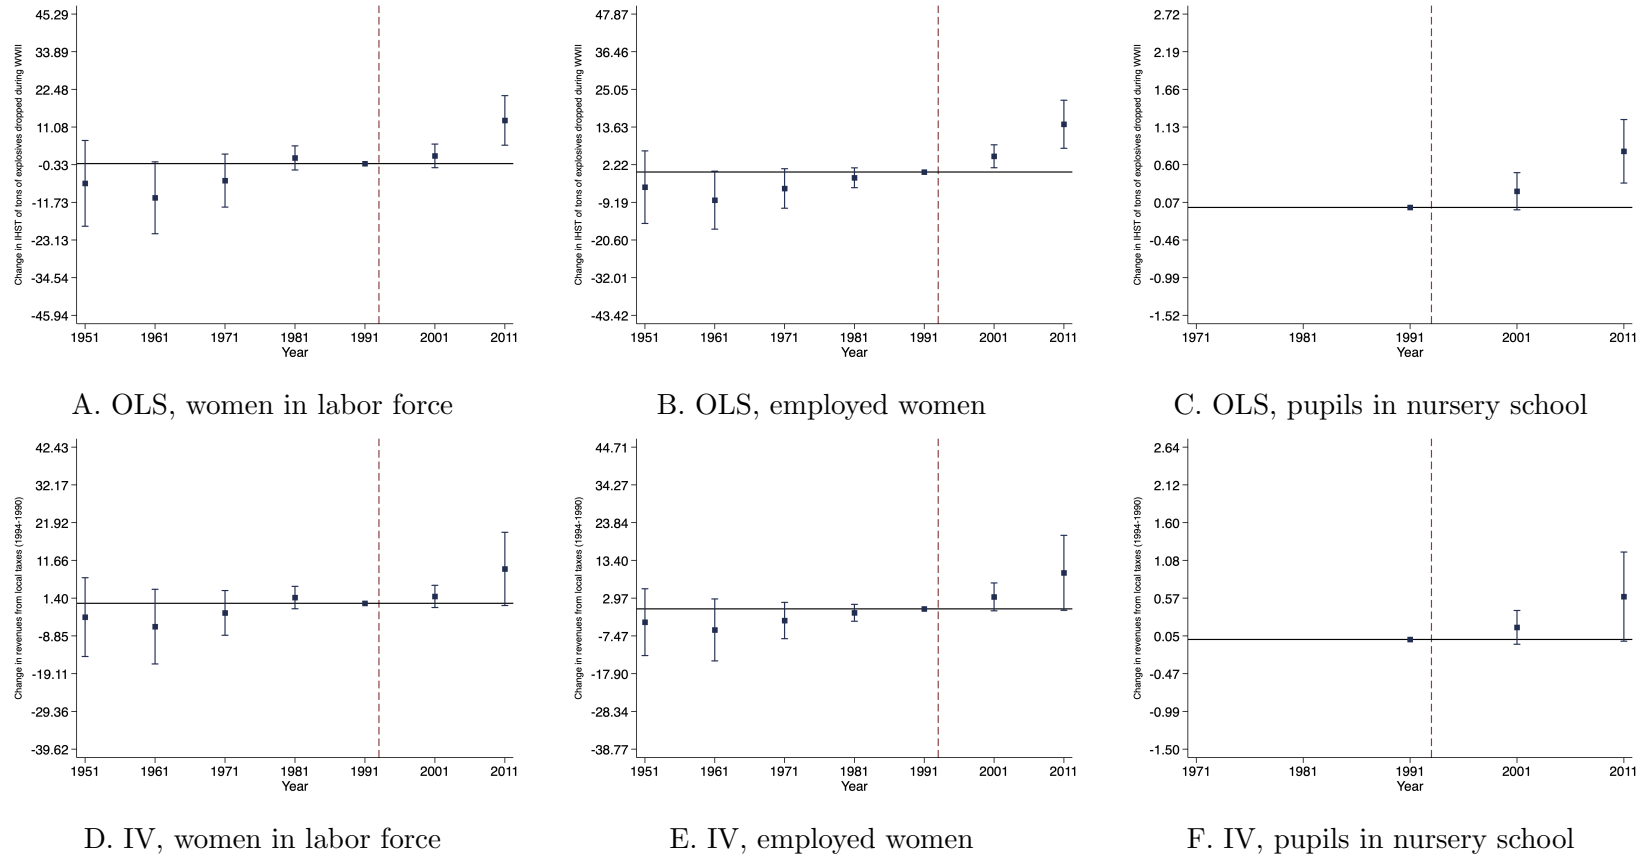 Change in IHST of tons of explosives dropped during WWII
45.29
33.89
22.48
11.08
-0.33
-11.73
-23.13
-34.54
-45.94
1951 1961 1971 1981 1991 2001 2011
Year
A. OLS, women in labor force
Change in IHST of tons of explosives dropped during WWII
47.87
36.46
25.05
13.63
2.22
-9.19
-20.60
-32.01
-43.42
1951 1961 1971 1981 1991 2001 2011
Year
B. OLS, employed women
Change in IHST of tons of explosives dropped during WWII
2.72
2.19
1.66
1.13
0.60
0.07
-0.46
-0.99
-1.52
1971 1981 1991 2001 2011
Year
C. OLS, pupils in nursery school
Change in revenues from local taxes (1994-1990)
42.43
32.17
21.92
11.66
1.40
-8.85
-19.11
-29.36
-39.62
1951 1961 1971 1981 1991 2001 2011
Year
D. IV, women in labor force
Change in revenues from local taxes (1994-1990)
44.71
34.27
23.84
13.40
2.97
-7.47
-17.90
-28.34
-38.77
1951 1961 1971 1981 1991 2001 2011
Year
E. IV, employed women
Change in revenues from local taxes (1994-1990)
2.64
2.12
1.60
1.08
0.57
0.05
-0.47
-0.99
-1.50
1971 1981 1991 2001 2011
Year
F. IV, pupils in nursery school